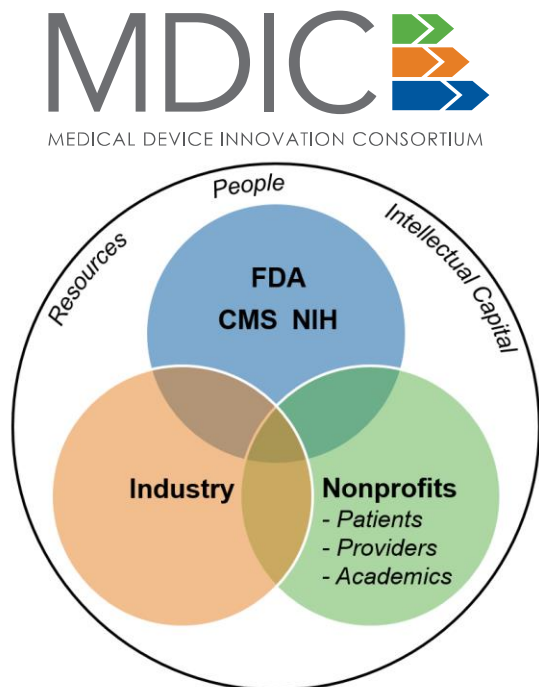 MDIC
MEDICAL DEVICE INNOVATION CONSORTIUM
People
Resources
Intellectual Capital
FDA
CMS NIH
Industry
Nonprofits
- Patients
- Providers
- Academics